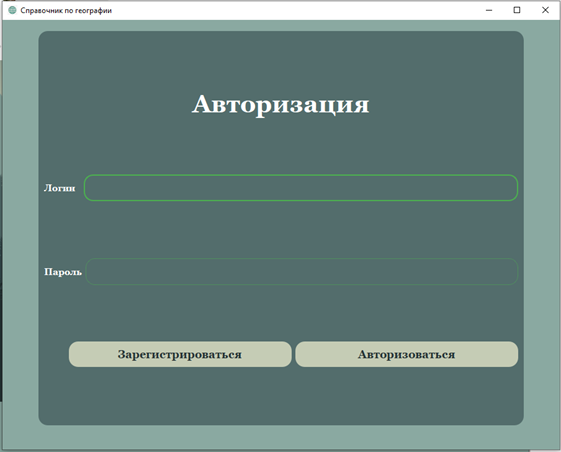 Справочник по географии
Авторизация
Логин
Пароль
Зарегистрироваться Авторизоваться